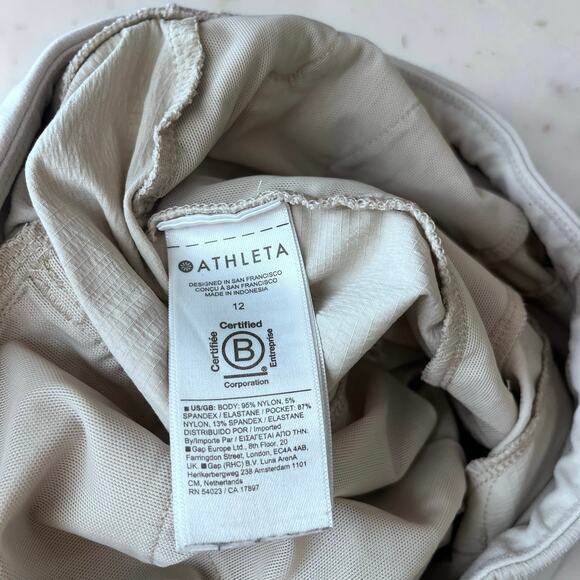 ATHLETA
DESIGNED IN SAN FRANCISCO
CONÇU A SAN FRANCISCO
MADE IN INDONESIA
12
Certified
Certifiée
B
Entreprise
Corporation
US/GB: BODY: 95% NYLON, 5%
SPANDEX / ELASTANE / POCKET: 87%
NYLON, 13% SPANDEX / ELASTANE
DISTRIBUIDO POR / Imported
By/Importe Par / ΕΙΣΑΓΕΤΑΙ ΑΠΟ ΤΗΝ/
Gap Europe Ltd., 8th Floor, 20
Farringdon Street, London, EC4A 4AB,
UK. Gap (RHC) B.V. Luna ArenA
Herikerbergweg 238 Amsterdam 1101
CM, Netherlands
RN 54023 / CA 17897